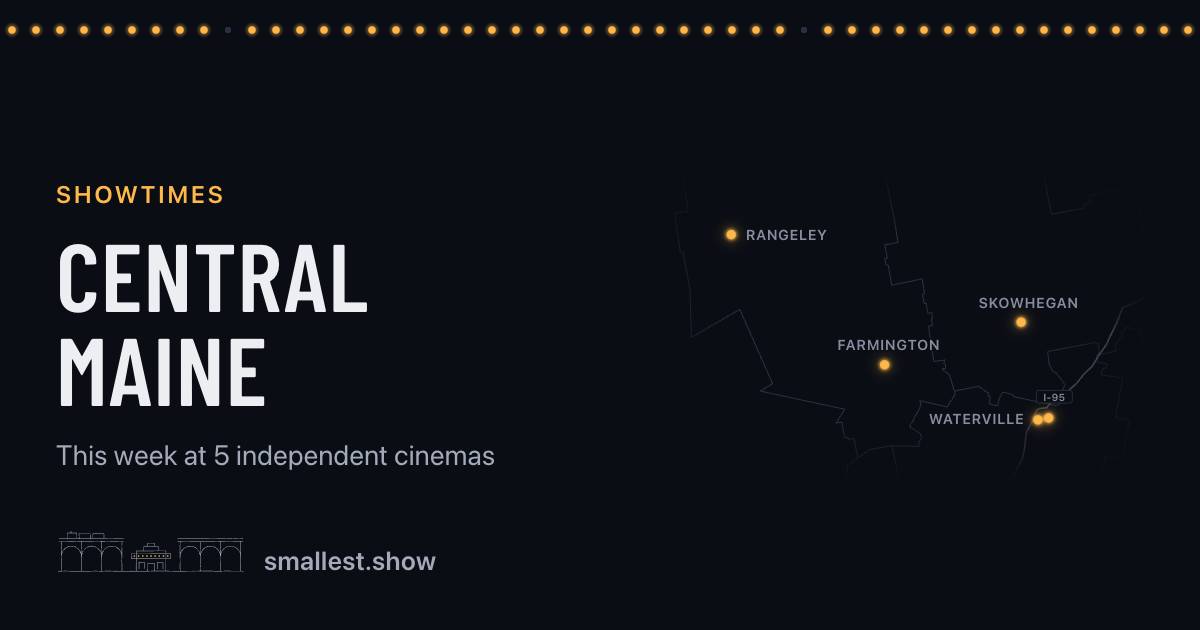 SHOWTIMES
CENTRAL
MAINE
This week at 5 independent cinemas
smallest.show
RANGELEY
SKOWHEGAN
FARMINGTON
I-95
WATERVILLE